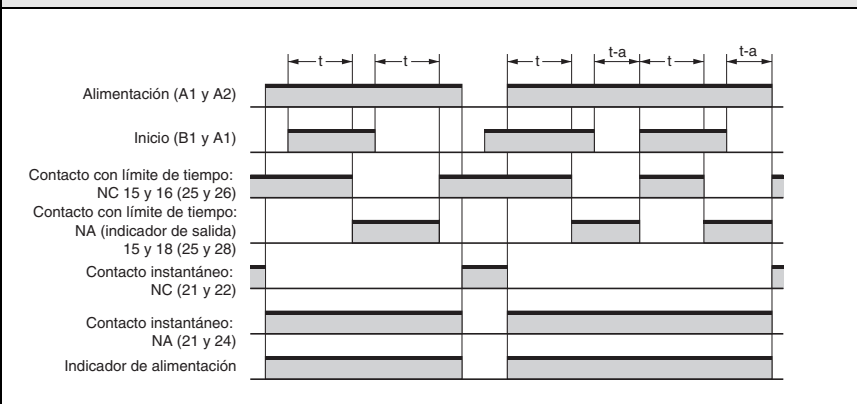 t t t t-a t t-a
Alimentación (A1 y A2)
Inicio (B1 y A1)
Contacto con límite de tiempo:
NC 15 y 16 (25 y 26)
Contacto con límite de tiempo:
NA (indicador de salida)
15 y 18 (25 y 28)
Contacto instantáneo:
NC (21 y 22)
Contacto instantáneo:
NA (21 y 24)
Indicador de alimentación